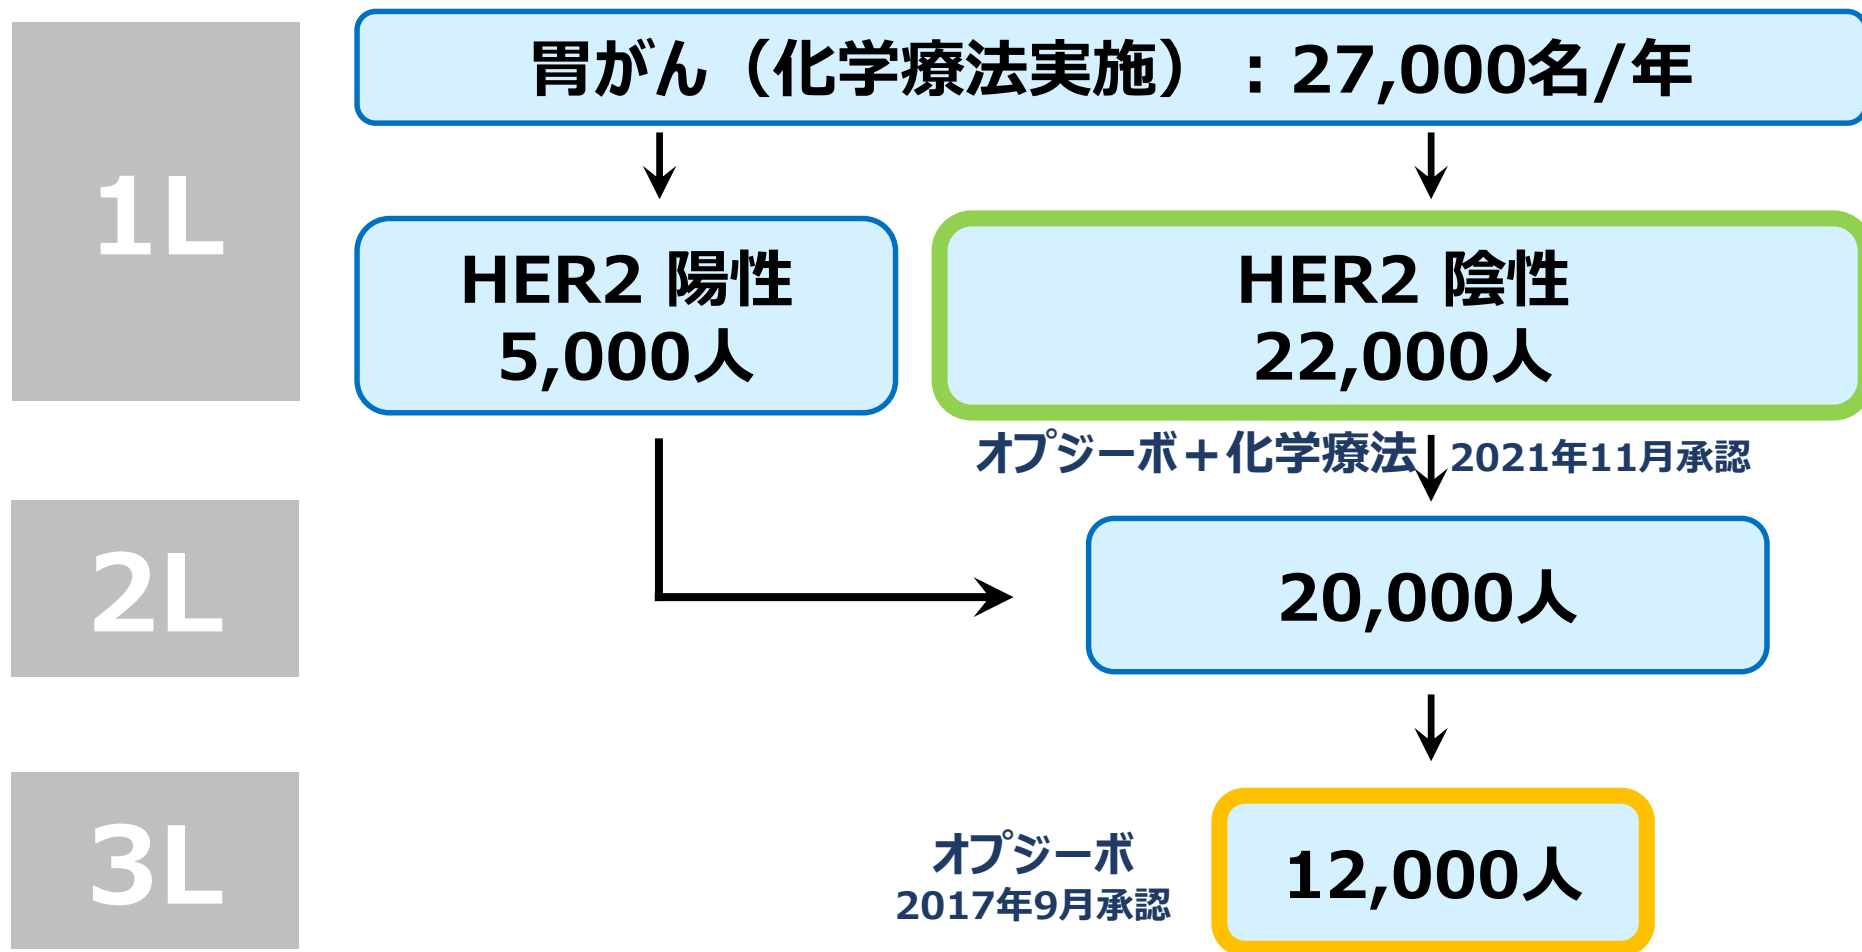 1L
胃がん（化学療法実施）：27,000名/年
HER2 陽性
5,000人
HER2 陰性
22,000人
オプジーボ＋化学療法 2021年11月承認
2L
20,000人
3L
オプジーボ
2017年9月承認
12,000人